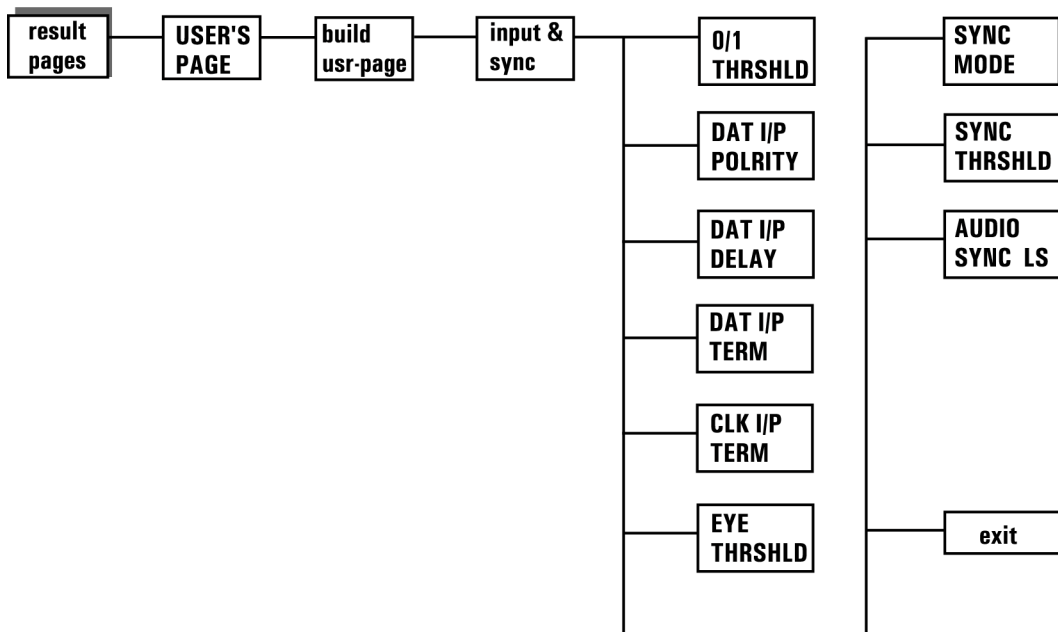 result
pages
USER'S
PAGE
build
usr-page
input &
sync
0/1
THRSHLD
DAT I/P
POLRITY
DAT I/P
DELAY
DAT I/P
TERM
CLK I/P
TERM
EYE
THRSHLD
SYNC
MODE
SYNC
THRSHLD
AUDIO
SYNC LS
exit